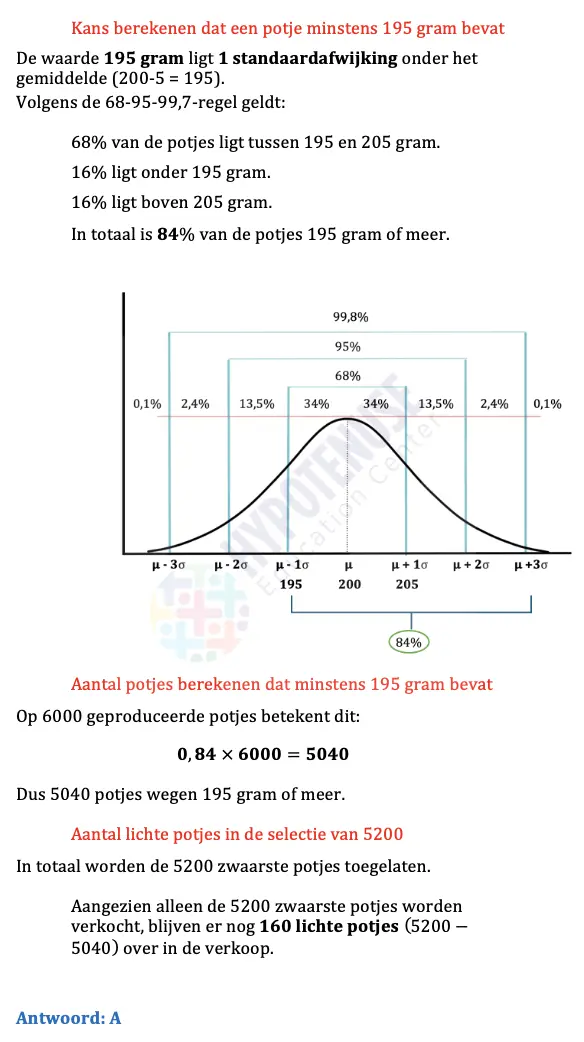 Kans berekenen dat een potje minstens 195 gram bevat
De waarde 195 gram ligt 1 standaardafwijking onder het
gemiddelde (200-5 = 195).
Volgens de 68-95-99,7-regel geldt:
68% van de potjes ligt tussen 195 en 205 gram.
16% ligt onder 195 gram.
16% ligt boven 205 gram.
In totaal is 84% van de potjes 195 gram of meer.
99,8%
95%
68%
0,1% 2,4% 13,5% 34% 34% 13,5% 2,4% 0,1%
HYPOTENUSE
Education Center
μ - 3σ μ - 2σ μ - 1σ μ μ + 1σ μ + 2σ μ +3σ
195 200 205
84%
Aantal potjes berekenen dat minstens 195 gram bevat
Op 6000 geproduceerde potjes betekent dit:
0,84 × 6000 = 5040
Dus 5040 potjes wegen 195 gram of meer.
Aantal lichte potjes in de selectie van 5200
In totaal worden de 5200 zwaarste potjes toegelaten.
Aangezien alleen de 5200 zwaarste potjes worden
verkocht, blijven er nog 160 lichte potjes (5200 −
5040) over in de verkoop.
Antwoord: A